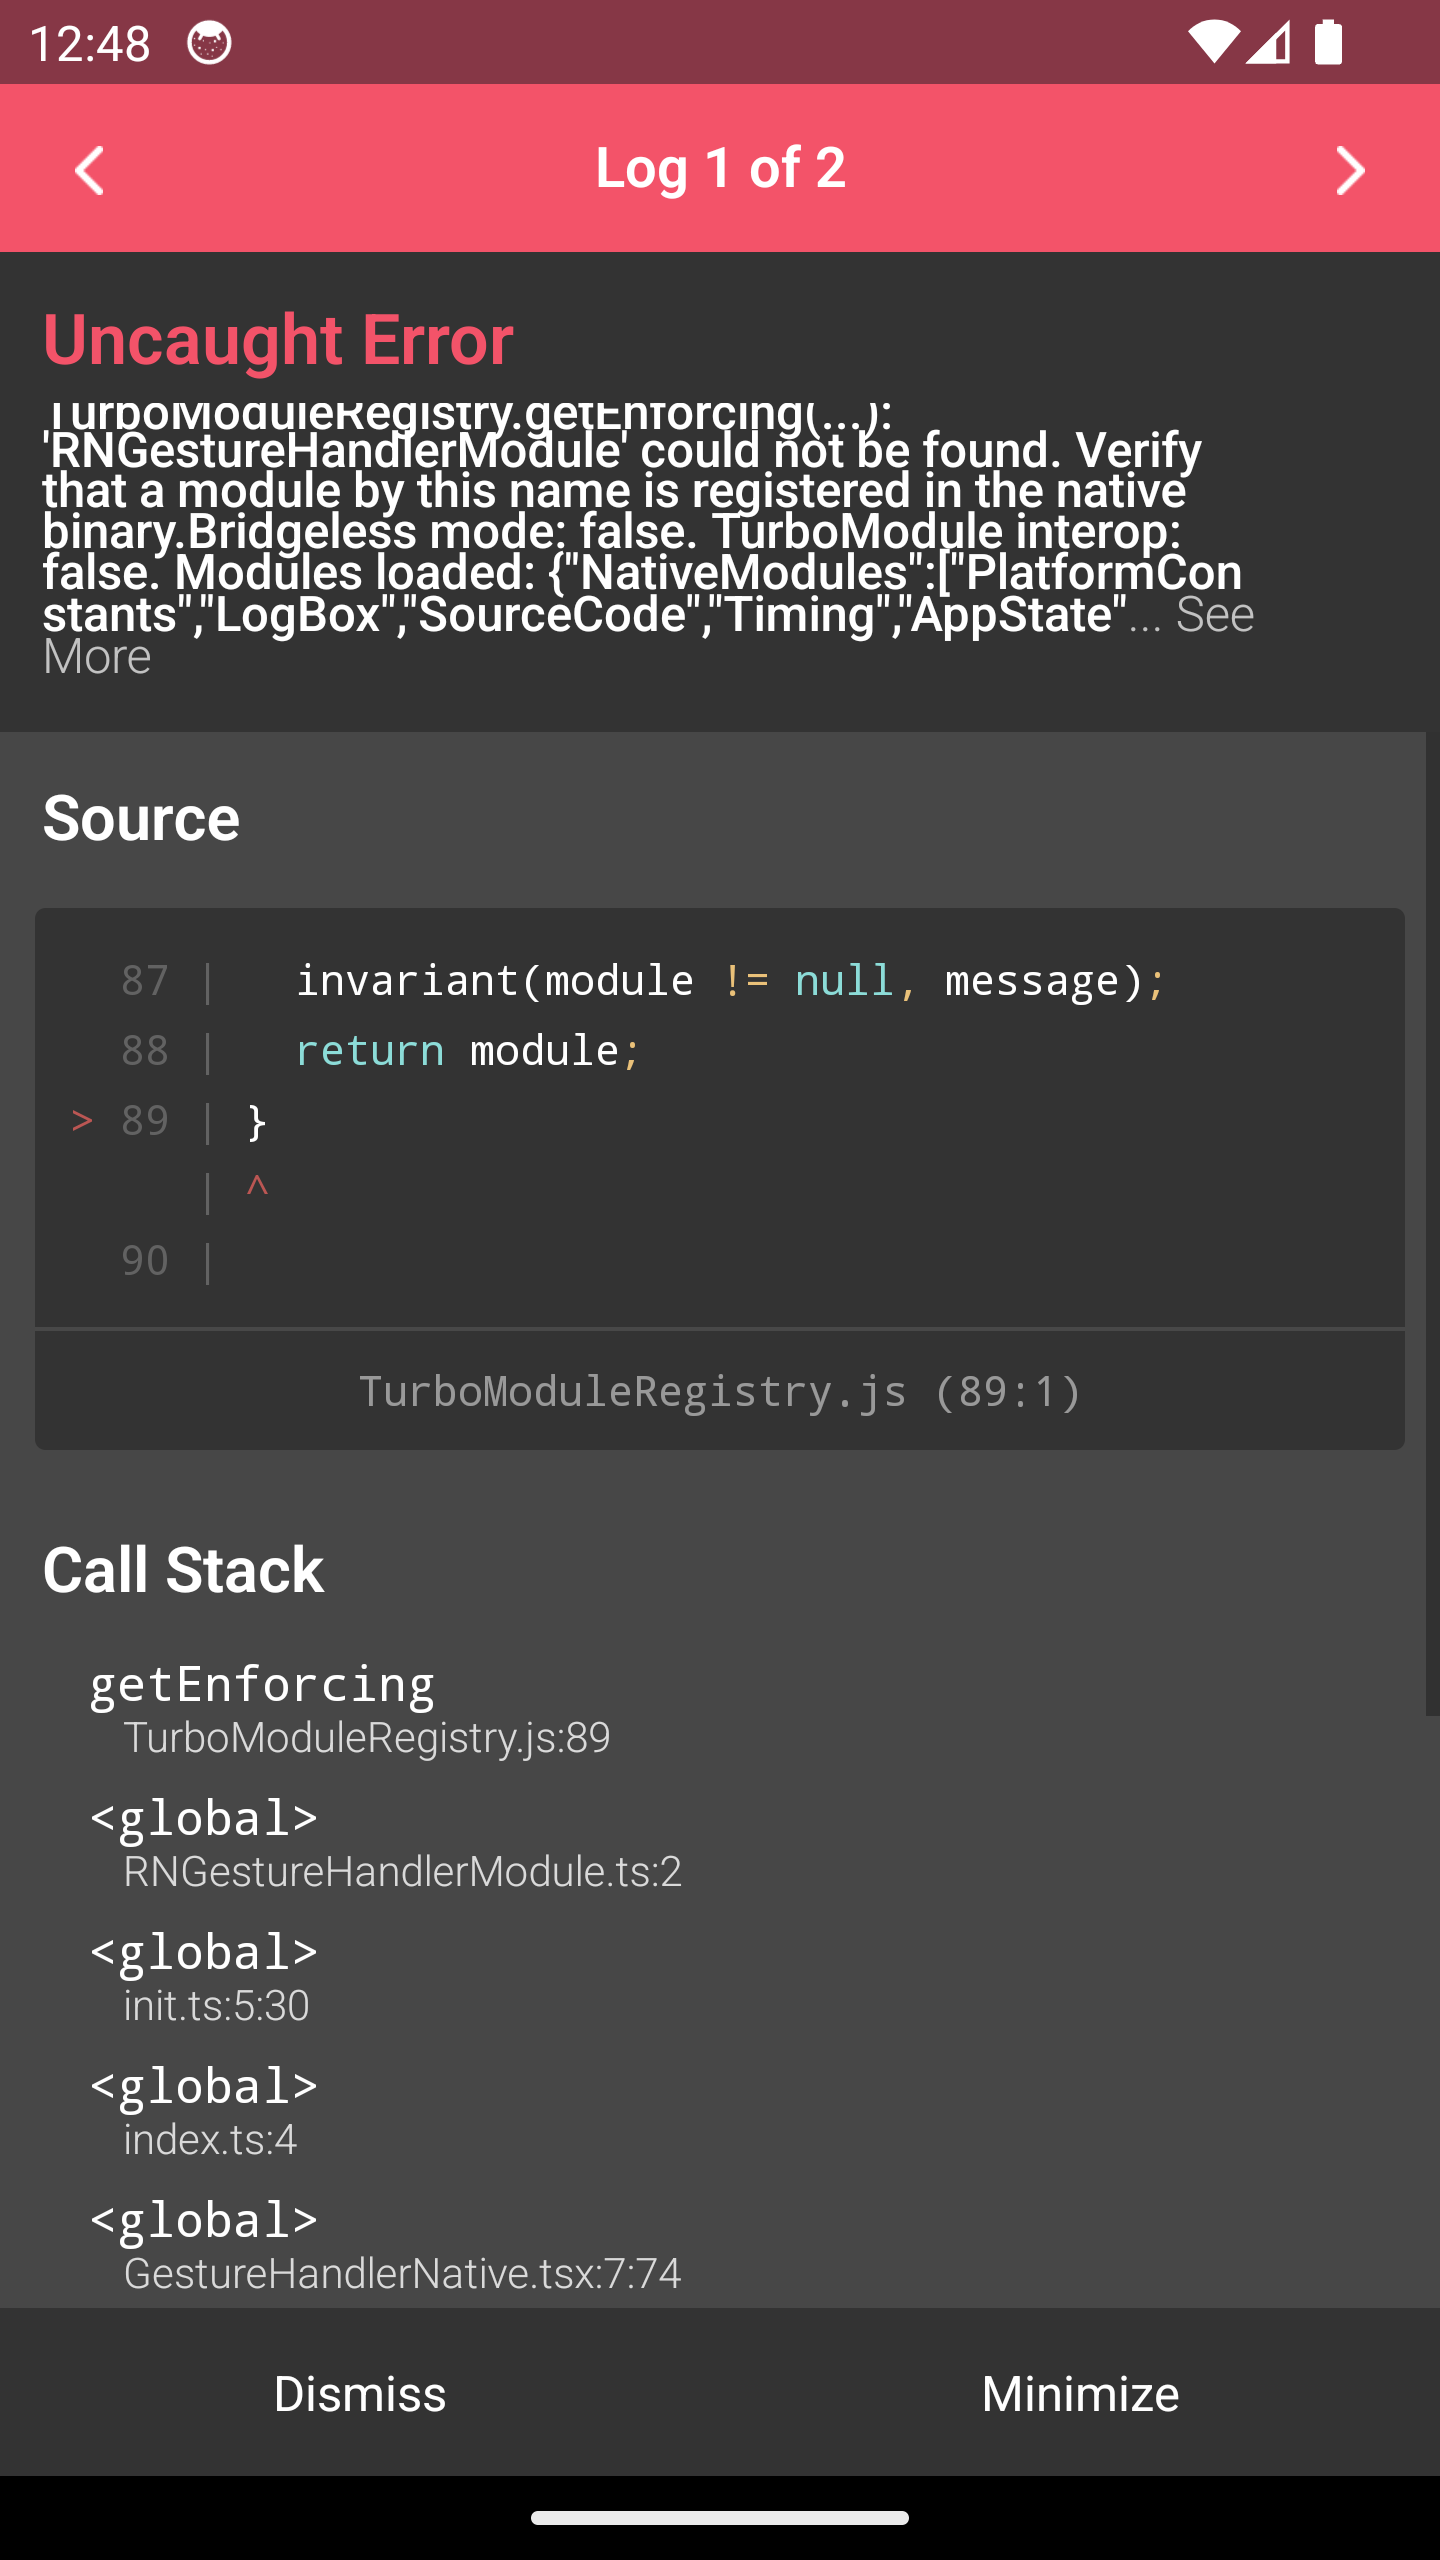 12:48
Log 1 of 2
Uncaught Error
TurboModuleRegistry.getEnforcing(...):
'RNGestureHandlerModule' could not be found. Verify
that a module by this name is registered in the native
binary.Bridgeless mode: false. TurboModule interop:
false. Modules loaded: {"NativeModules":["PlatformCon
stants","LogBox","SourceCode","Timing","AppState"... See
More
Source
87 |   invariant(module != null, message);
88 |   return module;
> 89 | }
| ^
90 |
TurboModuleRegistry.js (89:1)
Call Stack
getEnforcing
TurboModuleRegistry.js:89
<global>
RNGestureHandlerModule.ts:2
<global>
init.ts:5:30
<global>
index.ts:4
<global>
GestureHandlerNative.tsx:7:74
Dismiss
Minimize